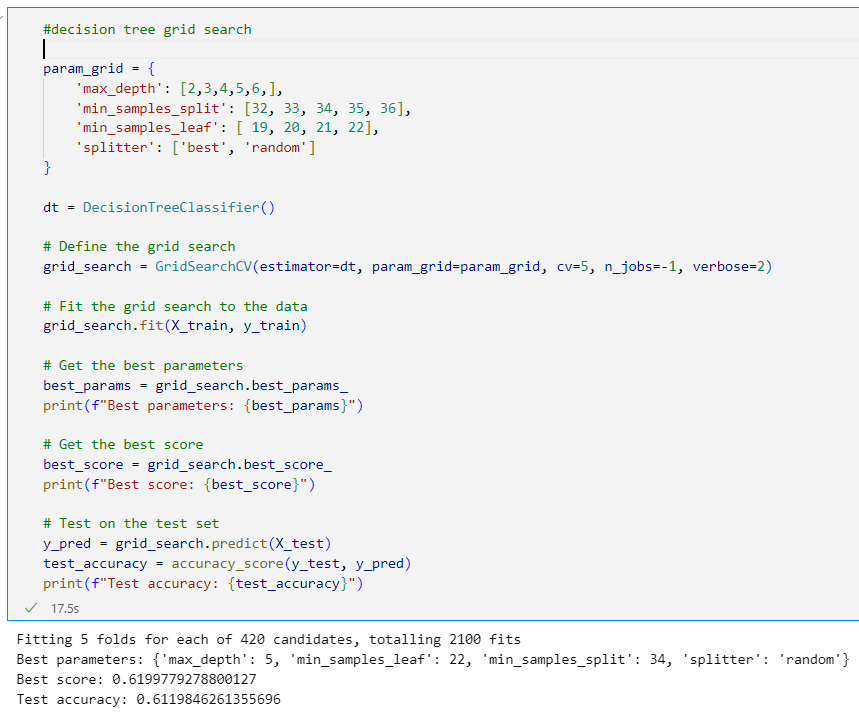 #decision tree grid search
param_grid = {
    'max_depth': [2,3,4,5,6,],
    'min_samples_split': [32, 33, 34, 35, 36],
    'min_samples_leaf': [ 19, 20, 21, 22],
    'splitter': ['best', 'random']
}
dt = DecisionTreeClassifier()
# Define the grid search
grid_search = GridSearchCV(estimator=dt, param_grid=param_grid, cv=5, n_jobs=-1, verbose=2)
# Fit the grid search to the data
grid_search.fit(X_train, y_train)
# Get the best parameters
best_params = grid_search.best_params_
print(f"Best parameters: {best_params}")
# Get the best score
best_score = grid_search.best_score_
print(f"Best score: {best_score}")
# Test on the test set
y_pred = grid_search.predict(X_test)
test_accuracy = accuracy_score(y_test, y_pred)
print(f"Test accuracy: {test_accuracy}")
17.5s
Fitting 5 folds for each of 420 candidates, totalling 2100 fits
Best parameters: {'max_depth': 5, 'min_samples_leaf': 22, 'min_samples_split': 34, 'splitter': 'random'}
Best score: 0.6199779278800127
Test accuracy: 0.6119846261355696